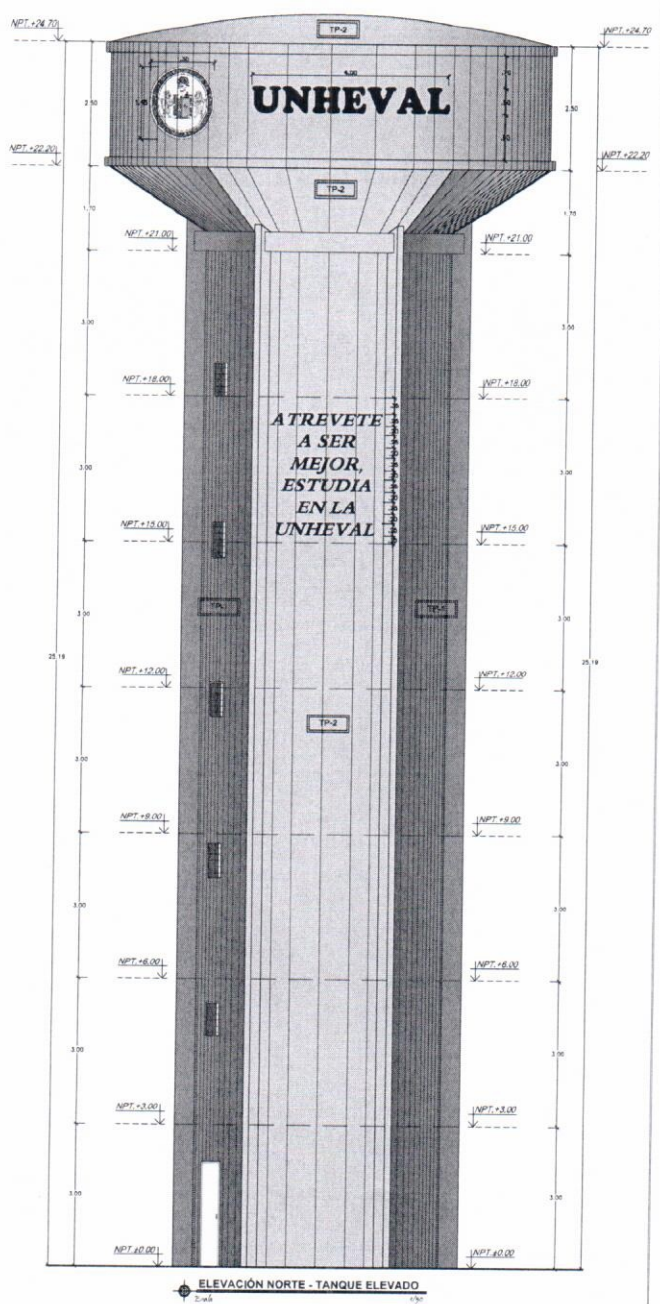 TP-2
NPT.+24.70
NPT.+24.70
.90
4.00
UNHEVAL
2.50
2.50
NPT.+22.20
NPT.+22.20
TP-2
1.70
1.70
NPT.+21.00
NPT.+21.00
3.00
3.00
NPT.+18.00
NPT.+18.00
ATREVETE
A SER
MEJOR,
ESTUDIA
EN LA
UNHEVAL
3.00
3.00
NPT.+15.00
NPT.+15.00
3.00
3.00
25.19
25.19
NPT.+12.00
NPT.+12.00
TP-2
3.00
3.00
NPT.+9.00
NPT.+9.00
3.00
3.00
NPT.+6.00
NPT.+6.00
3.00
3.00
NPT.+3.00
NPT.+3.00
3.00
3.00
NPT.±0.00
NPT.±0.00
ELEVACIÓN NORTE - TANQUE ELEVADO